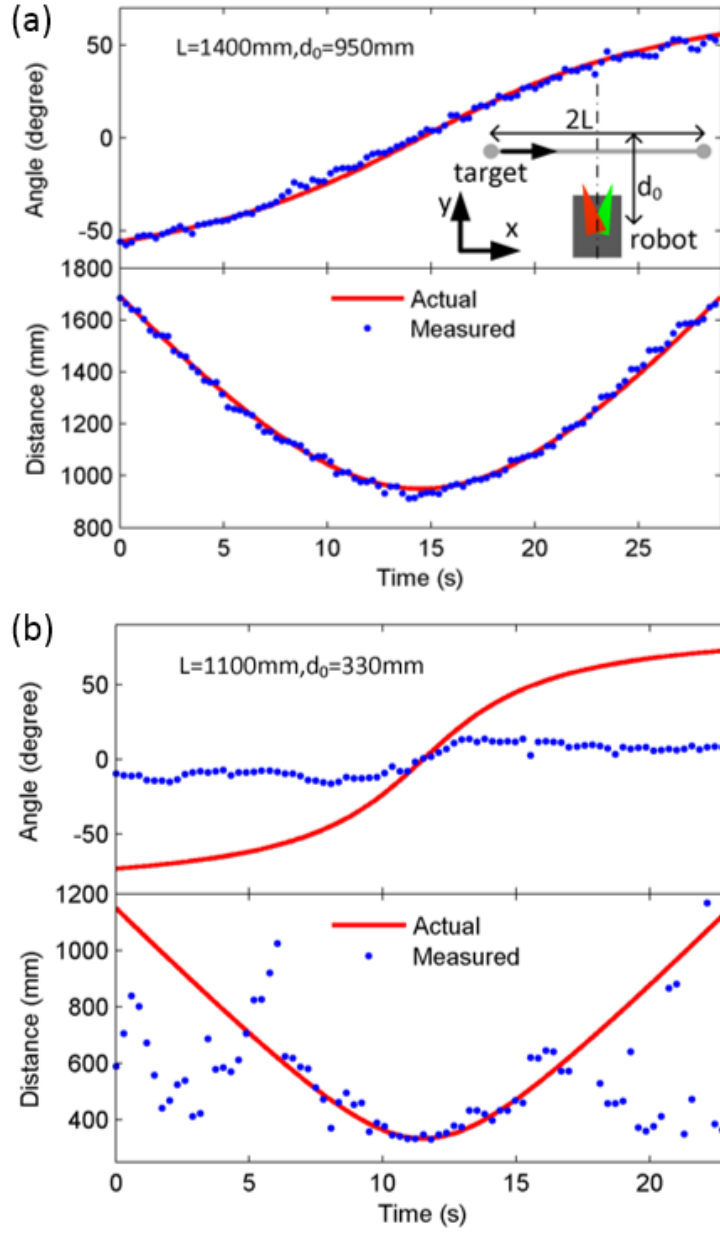 (a)
L=1400mm,d₀=950mm
Angle (degree)
50
0
-50
2L
target
d₀
y
x
robot
Distance (mm)
1800
1600
1400
1200
1000
800
Actual
Measured
0 5 10 15 20 25
Time (s)
(b)
L=1100mm,d₀=330mm
Angle (degree)
50
0
-50
Distance (mm)
1200
1000
800
600
400
Actual
Measured
0 5 10 15 20
Time (s)